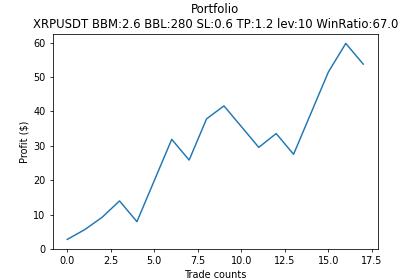 Portfolio
XRPUSDT BBM:2.6 BBL:280 SL:0.6 TP:1.2 lev:10 WinRatio:67.0
60
50
40
30
20
10
0
Profit ($)
0.0 2.5 5.0 7.5 10.0 12.5 15.0 17.5
Trade counts